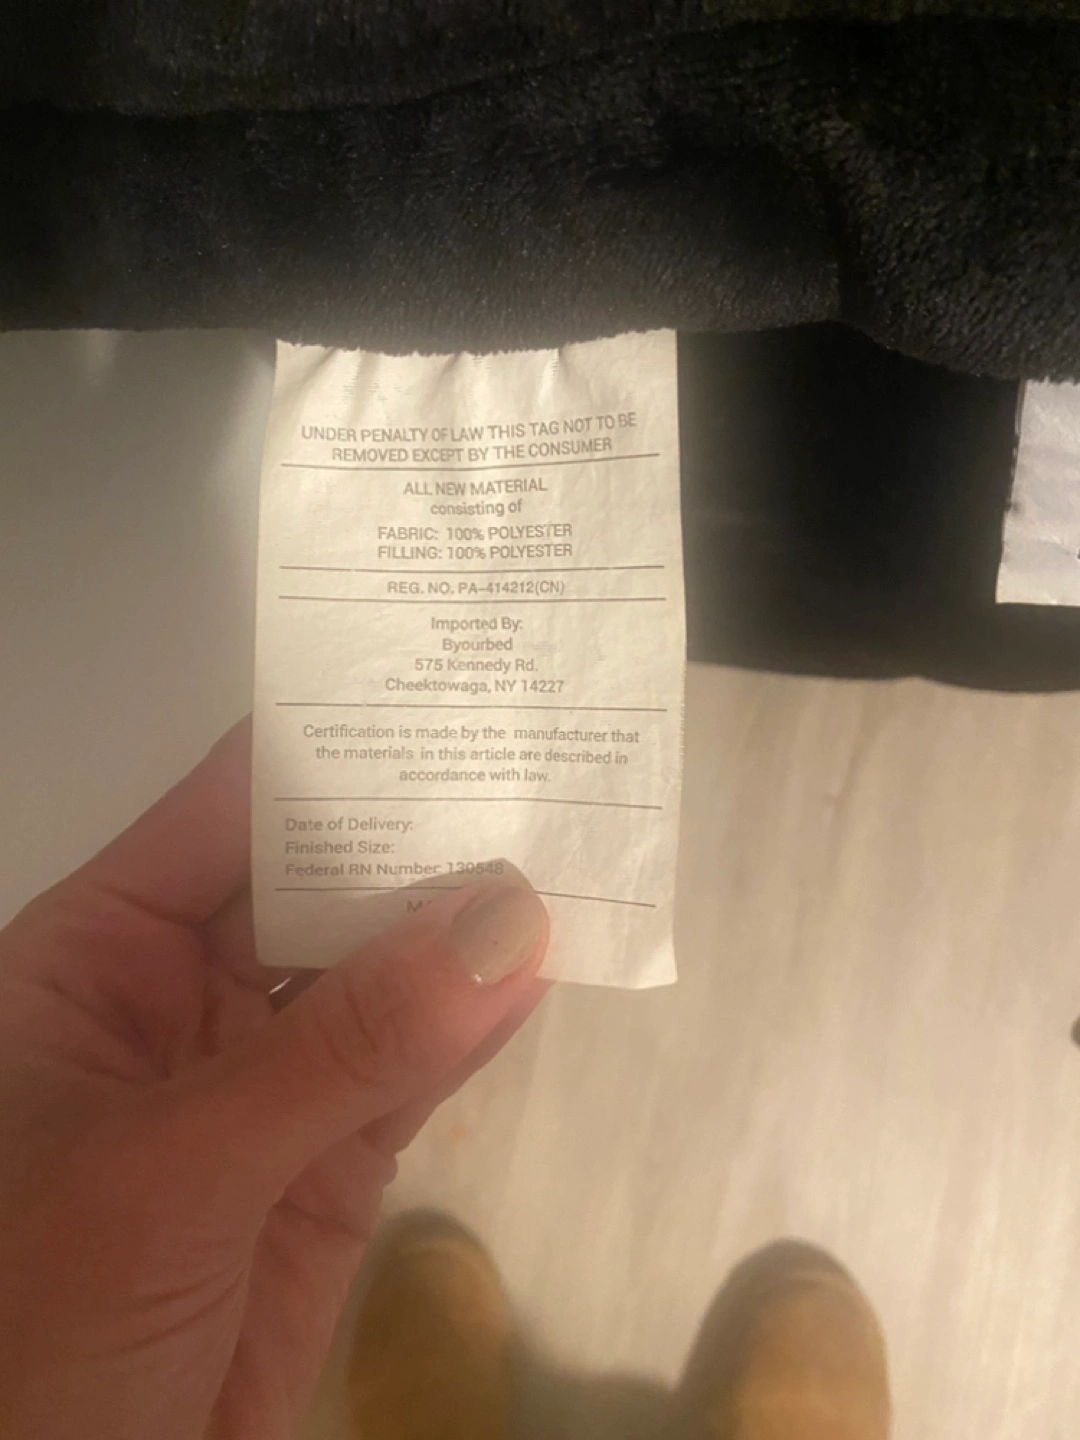 UNDER PENALTY OF LAW THIS TAG NOT TO BE
REMOVED EXCEPT BY THE CONSUMER
ALL NEW MATERIAL
consisting of
FABRIC: 100% POLYESTER
FILLING: 100% POLYESTER
REG. NO. PA-414212(CN)
Imported By:
Byourbed
575 Kennedy Rd.
Cheektowaga, NY 14227
Certification is made by the manufacturer that
the materials in this article are described in
accordance with law.
Date of Delivery:
Finished Size:
Federal RN Number: 130548